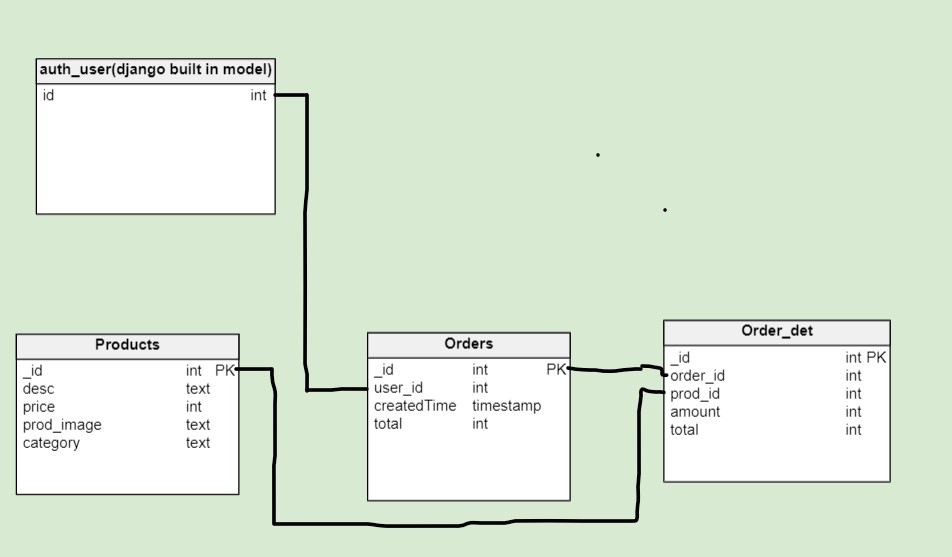 auth_user(django built in model)
id int
Products
_id int PK
desc text
price int
prod_image text
category text
Orders
_id int PK
user_id int
createdTime timestamp
total int
Order_det
_id int PK
order_id int
prod_id int
amount int
total int